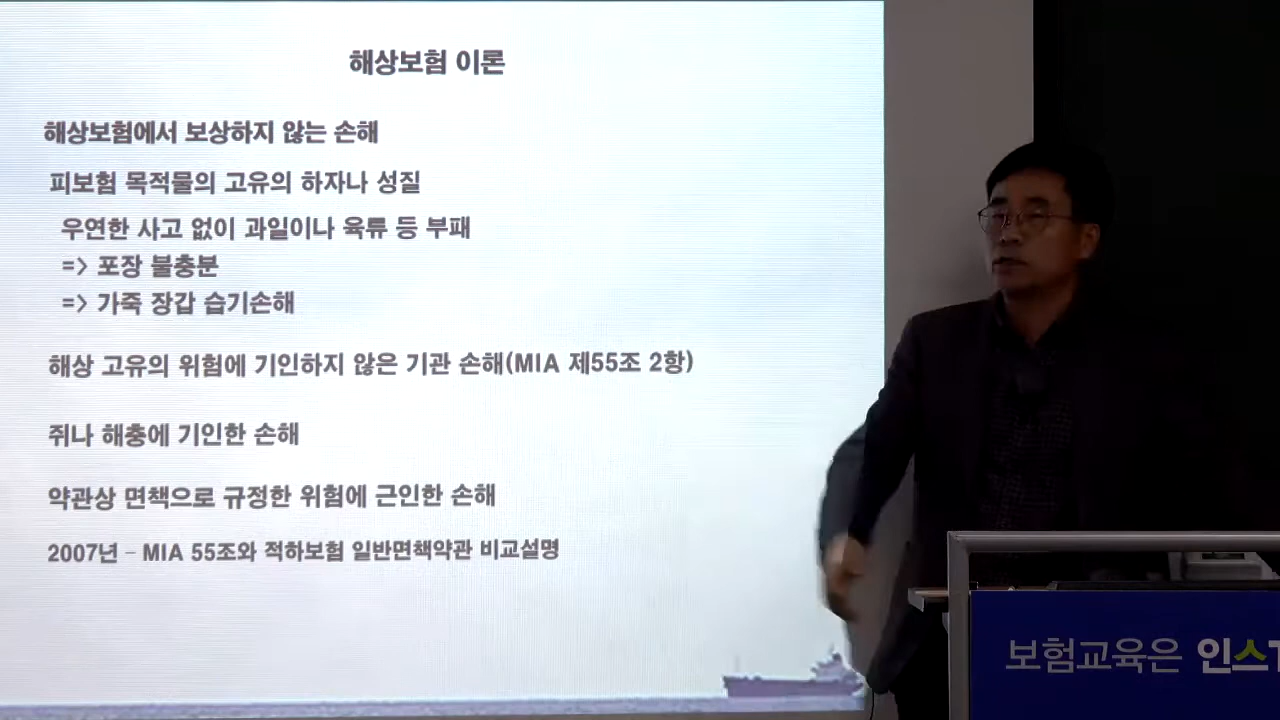 해상보험 이론
해상보험에서 보상하지 않는 손해
피보험 목적물의 고유의 하자나 성질
우연한 사고 없이 과일이나 육류 등 부패
=> 포장 불충분
=> 가죽 장갑 습기손해
해상 고유의 위험에 기인하지 않은 기관 손해(MIA 제55조 2항)
쥐나 해충에 기인한 손해
약관상 면책으로 규정한 위험에 근인한 손해
2007년 - MIA 55조와 적하보험 일반면책약관 비교설명
보험교육은 인스